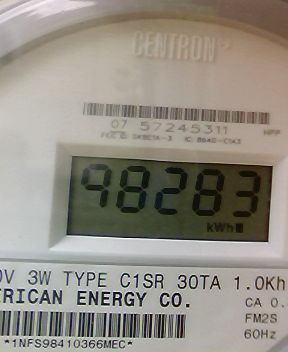 CENTRON
07 57245311
98283
kWh
0V 3W TYPE C1SR 30TA 1.0Kh
ERICAN ENERGY CO.
CA 0.
FM2S
60Hz
*1NFS98410366MEC*